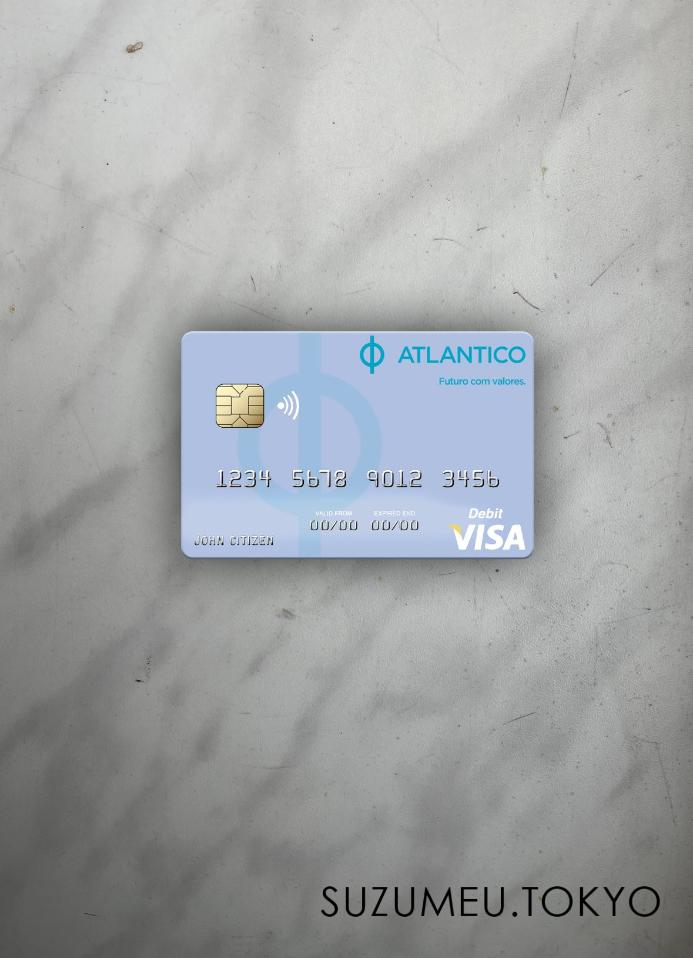 ATLANTICO
Futuro com valores.
1234 5678 9012 3456
VALID FROM EXPIRED END
00/00 00/00
JOHN CITIZEN
Debit
VISA
SUZUMEU.TOKYO